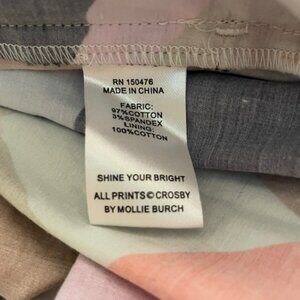 RN 150476
MADE IN CHINA
FABRIC:
97%COTTON
3%SPANDEX
LINING:
100%COTTON
SHINE YOUR BRIGHT
ALL PRINTS © CROSBY
BY MOLLIE BURCH